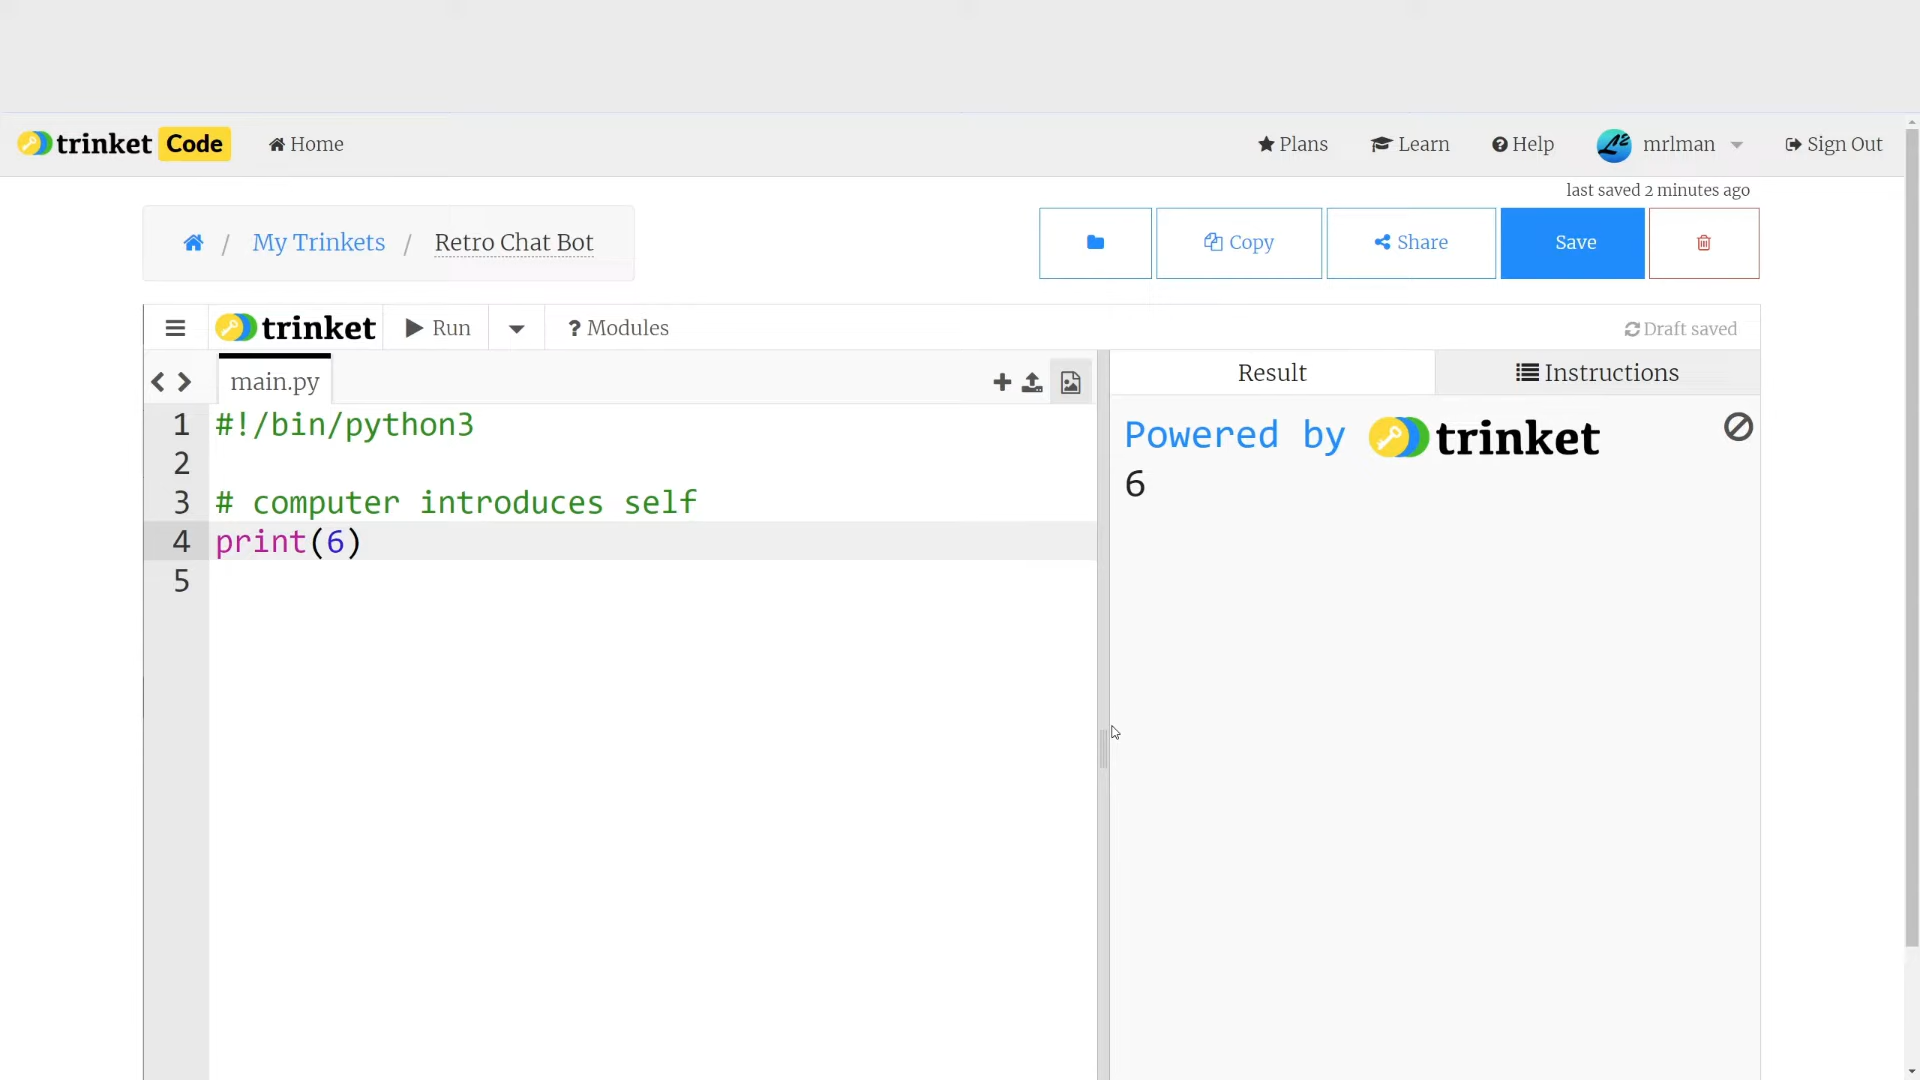 trinket Code Home Plans Learn Help mrlman Sign Out
last saved 2 minutes ago
/ My Trinkets / Retro Chat Bot Copy Share Save
trinket Run ? Modules Draft saved
main.py Result Instructions
1 #!/bin/python3
2
3 # computer introduces self
4 print(6)
5
Powered by trinket
6